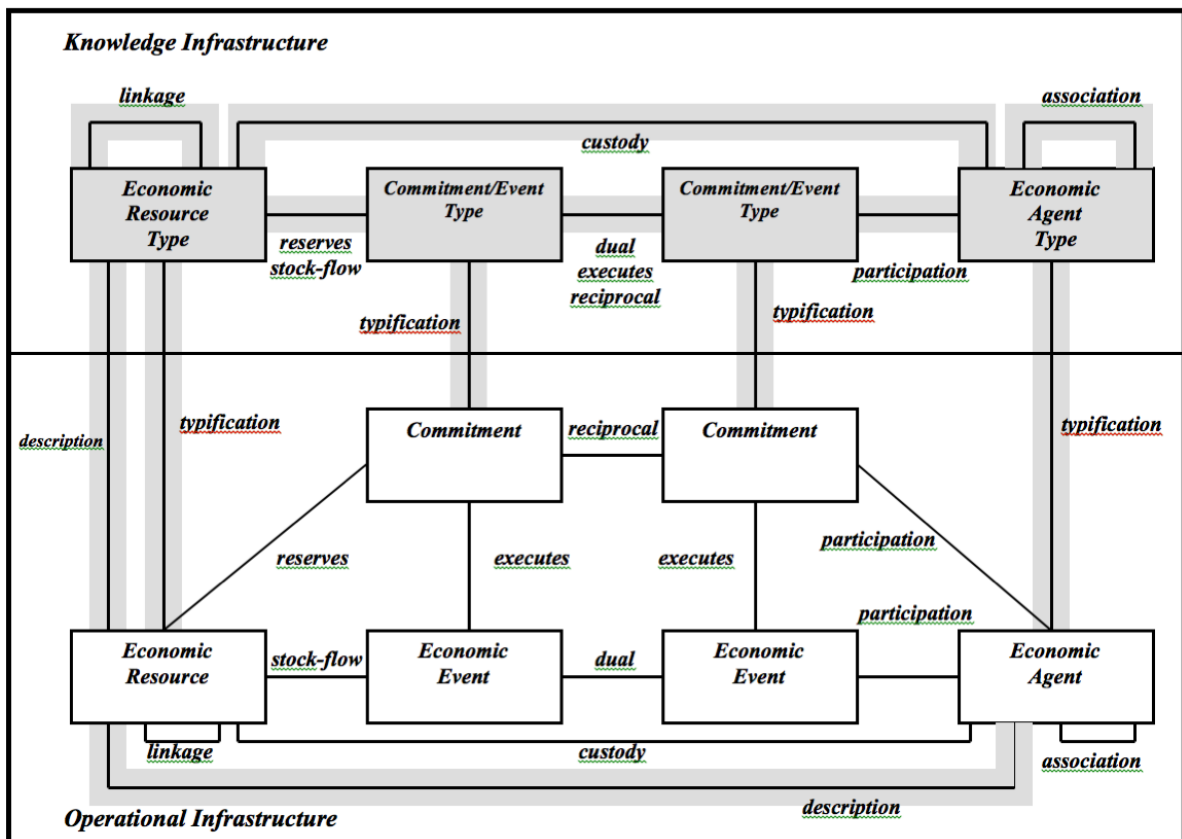 Knowledge Infrastructure
linkage
association
custody
Economic
Resource
Type
Commitment/Event
Type
Commitment/Event
Type
Economic
Agent
Type
reserves
stock-flow
dual
executes
reciprocal
participation
typification
typification
description
typification
typification
Commitment
reciprocal
Commitment
reserves
executes
executes
participation
participation
Economic
Resource
stock-flow
Economic
Event
dual
Economic
Event
Economic
Agent
linkage
custody
association
description
Operational Infrastructure